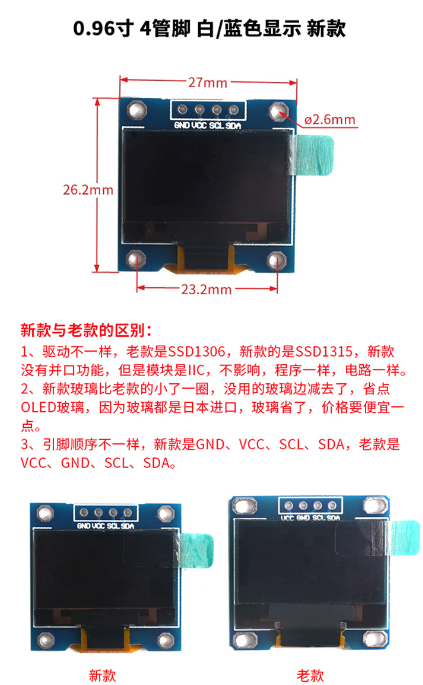 0.96寸 4管脚 白/蓝色显示 新款
27mm
ø2.6mm
GND VCC SCL SDA
26.2mm
23.2mm
新款与老款的区别：
1、驱动不一样，老款是SSD1306，新款的是SSD1315，新款
没有并口功能，但是模块是IIC，不影响，程序一样，电路一样。
2、新款玻璃比老款的小了一圈，没用的玻璃边减去了，省点
OLED玻璃，因为玻璃都是日本进口，玻璃省了，价格要便宜一
点。
3、引脚顺序不一样，新款是GND、VCC、SCL、SDA，老款是
VCC、GND、SCL、SDA。
GND VCC SCL SDA
VCC GND SCL SDA
新款
老款